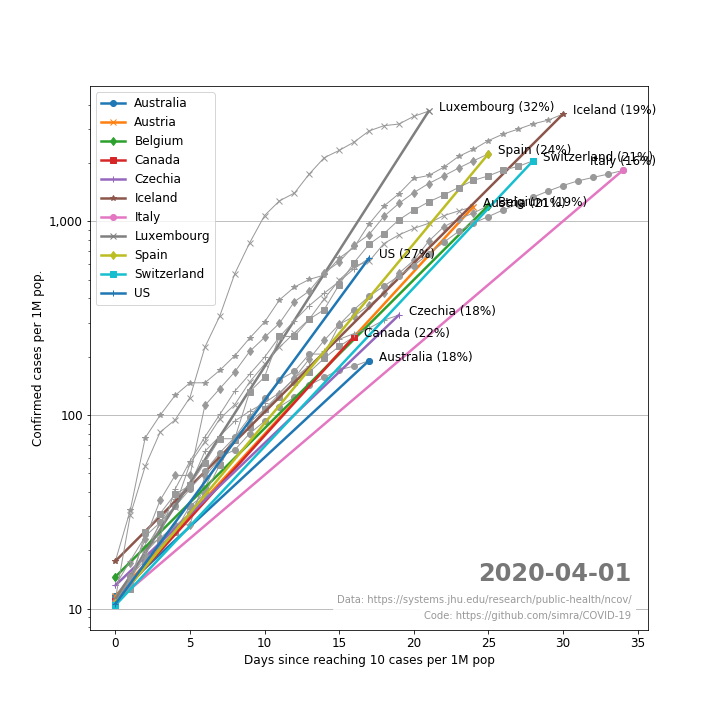 Australia
Austria
Belgium
Canada
Czechia
Iceland
Italy
Luxembourg
Spain
Switzerland
US
Luxembourg (32%)
Iceland (19%)
Spain (24%)
Switzerland (21%)
Italy (16%)
Austria (21%)
Belgium (19%)
US (27%)
Czechia (18%)
Canada (22%)
Australia (18%)
1,000
100
10
Confirmed cases per 1M pop.
2020-04-01
Data: https://systems.jhu.edu/research/public-health/ncov/
Code: https://github.com/simra/COVID-19
0 5 10 15 20 25 30 35
Days since reaching 10 cases per 1M pop